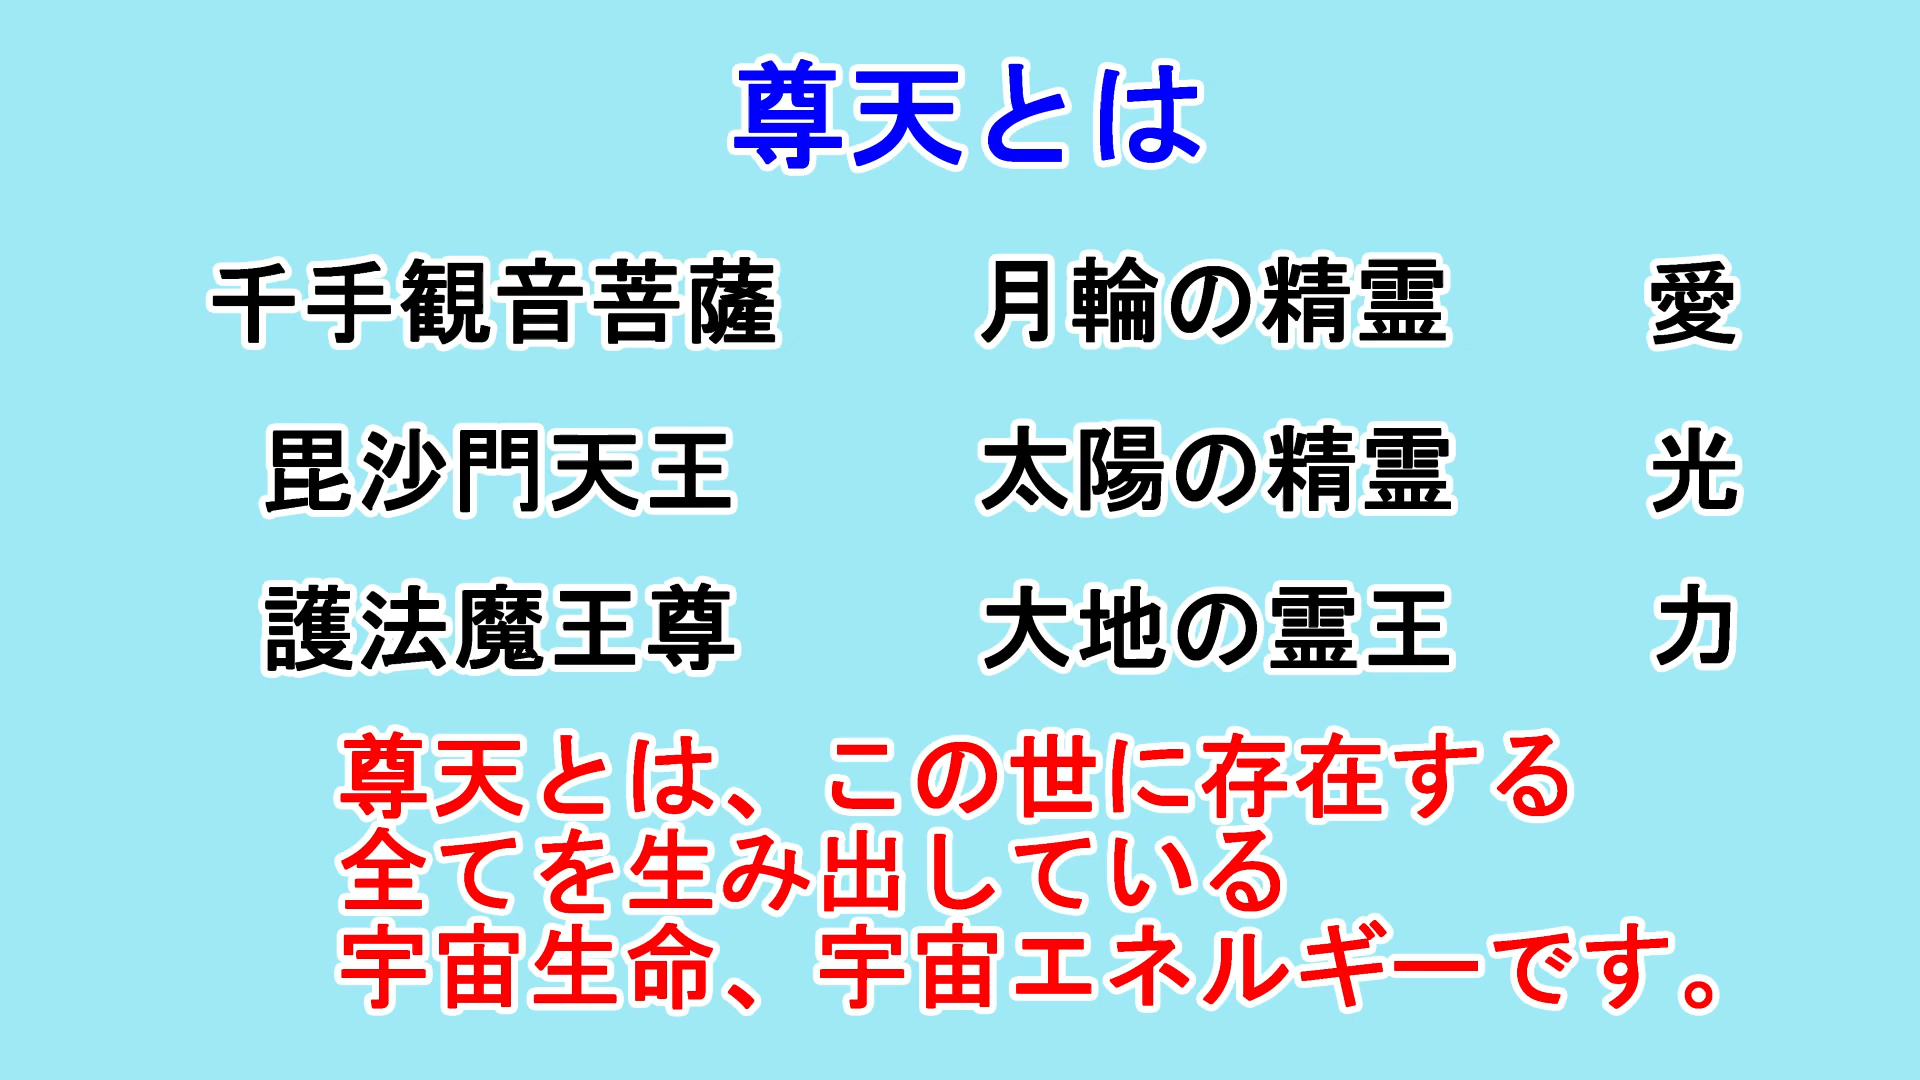 尊天とは
千手観音菩薩 月輪の精霊 愛
毘沙門天王 太陽の精霊 光
護法魔王尊 大地の霊王 力
尊天とは、この世に存在する
全てを生み出している
宇宙生命、宇宙エネルギーです。